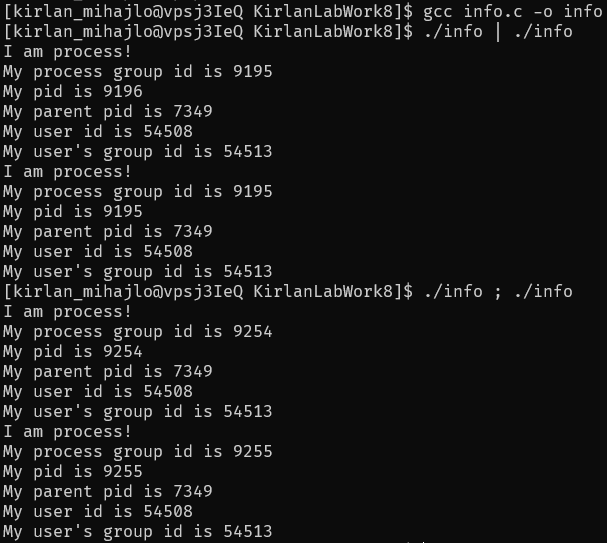 [kirlan_mihajlo@vpsj3IeQ KirlanLabWork8]$ gcc info.c -o info
[kirlan_mihajlo@vpsj3IeQ KirlanLabWork8]$ ./info | ./info
I am process!
My process group id is 9195
My pid is 9196
My parent pid is 7349
My user id is 54508
My user's group id is 54513
I am process!
My process group id is 9195
My pid is 9195
My parent pid is 7349
My user id is 54508
My user's group id is 54513
[kirlan_mihajlo@vpsj3IeQ KirlanLabWork8]$ ./info ; ./info
I am process!
My process group id is 9254
My pid is 9254
My parent pid is 7349
My user id is 54508
My user's group id is 54513
I am process!
My process group id is 9255
My pid is 9255
My parent pid is 7349
My user id is 54508
My user's group id is 54513